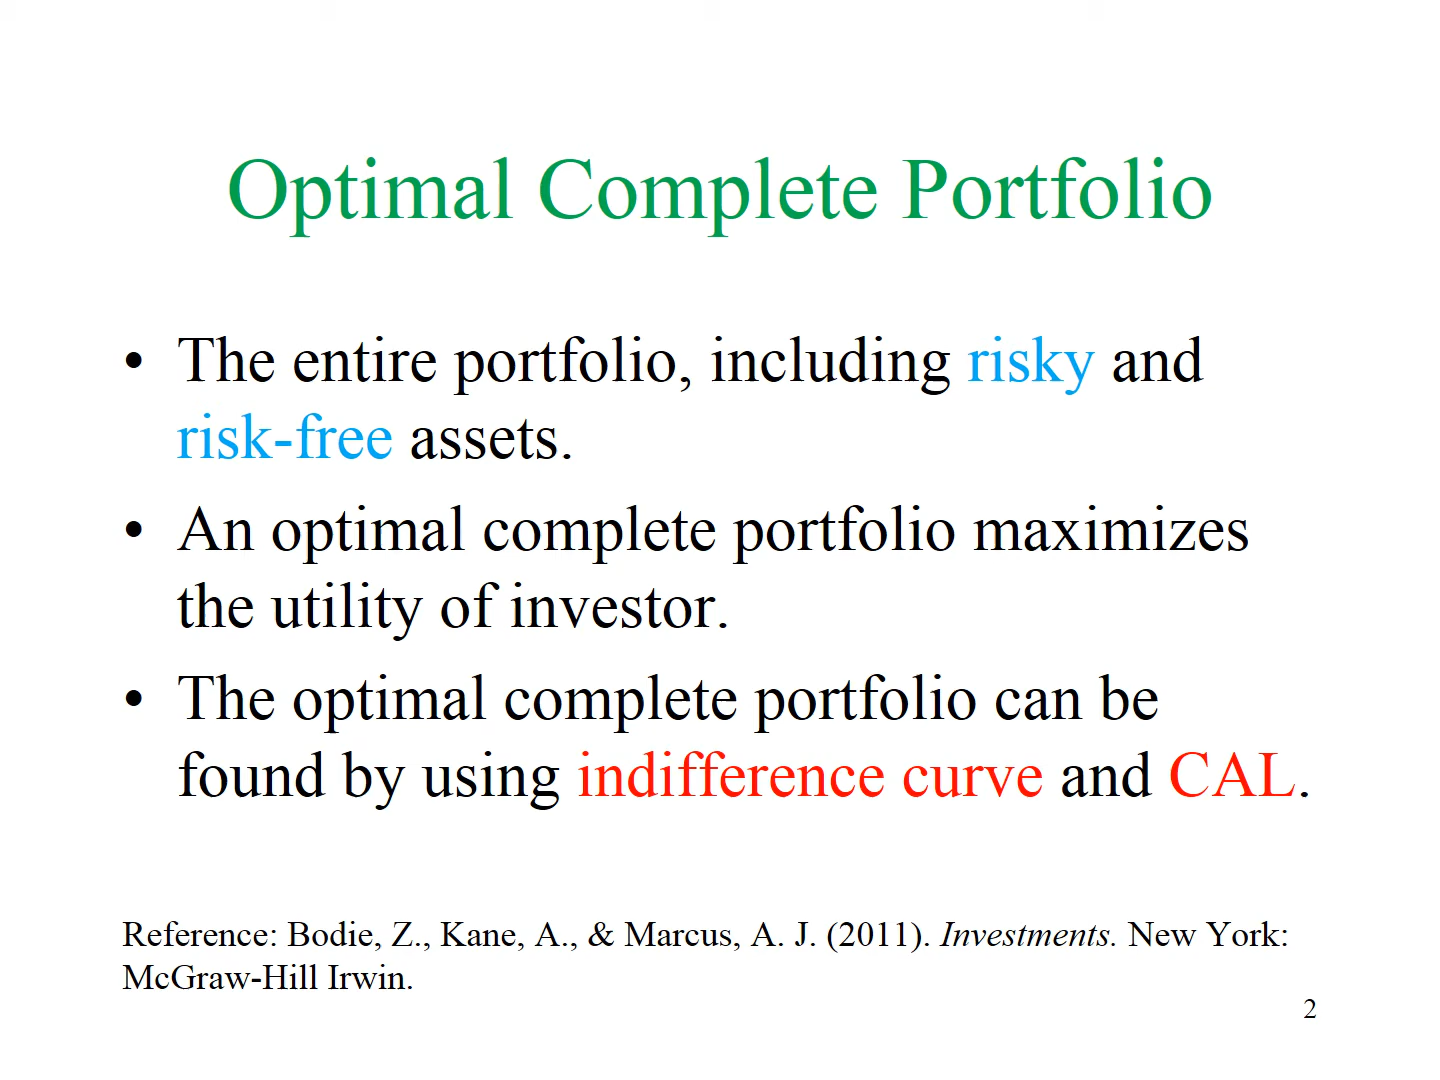 Optimal Complete Portfolio
• The entire portfolio, including risky and
risk-free assets.
• An optimal complete portfolio maximizes
the utility of investor.
• The optimal complete portfolio can be
found by using indifference curve and CAL.
Reference: Bodie, Z., Kane, A., & Marcus, A. J. (2011). Investments. New York:
McGraw-Hill Irwin.
2